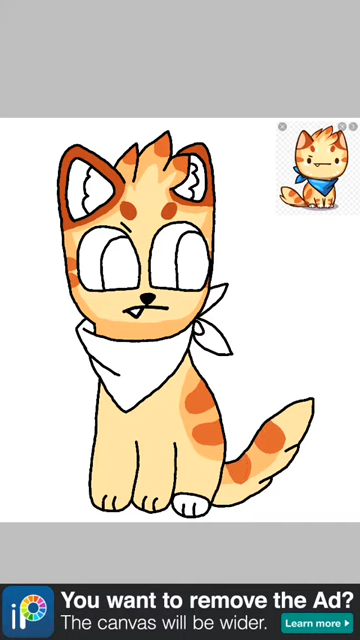 iP
You want to remove the Ad?
The canvas will be wider.
Learn more ►